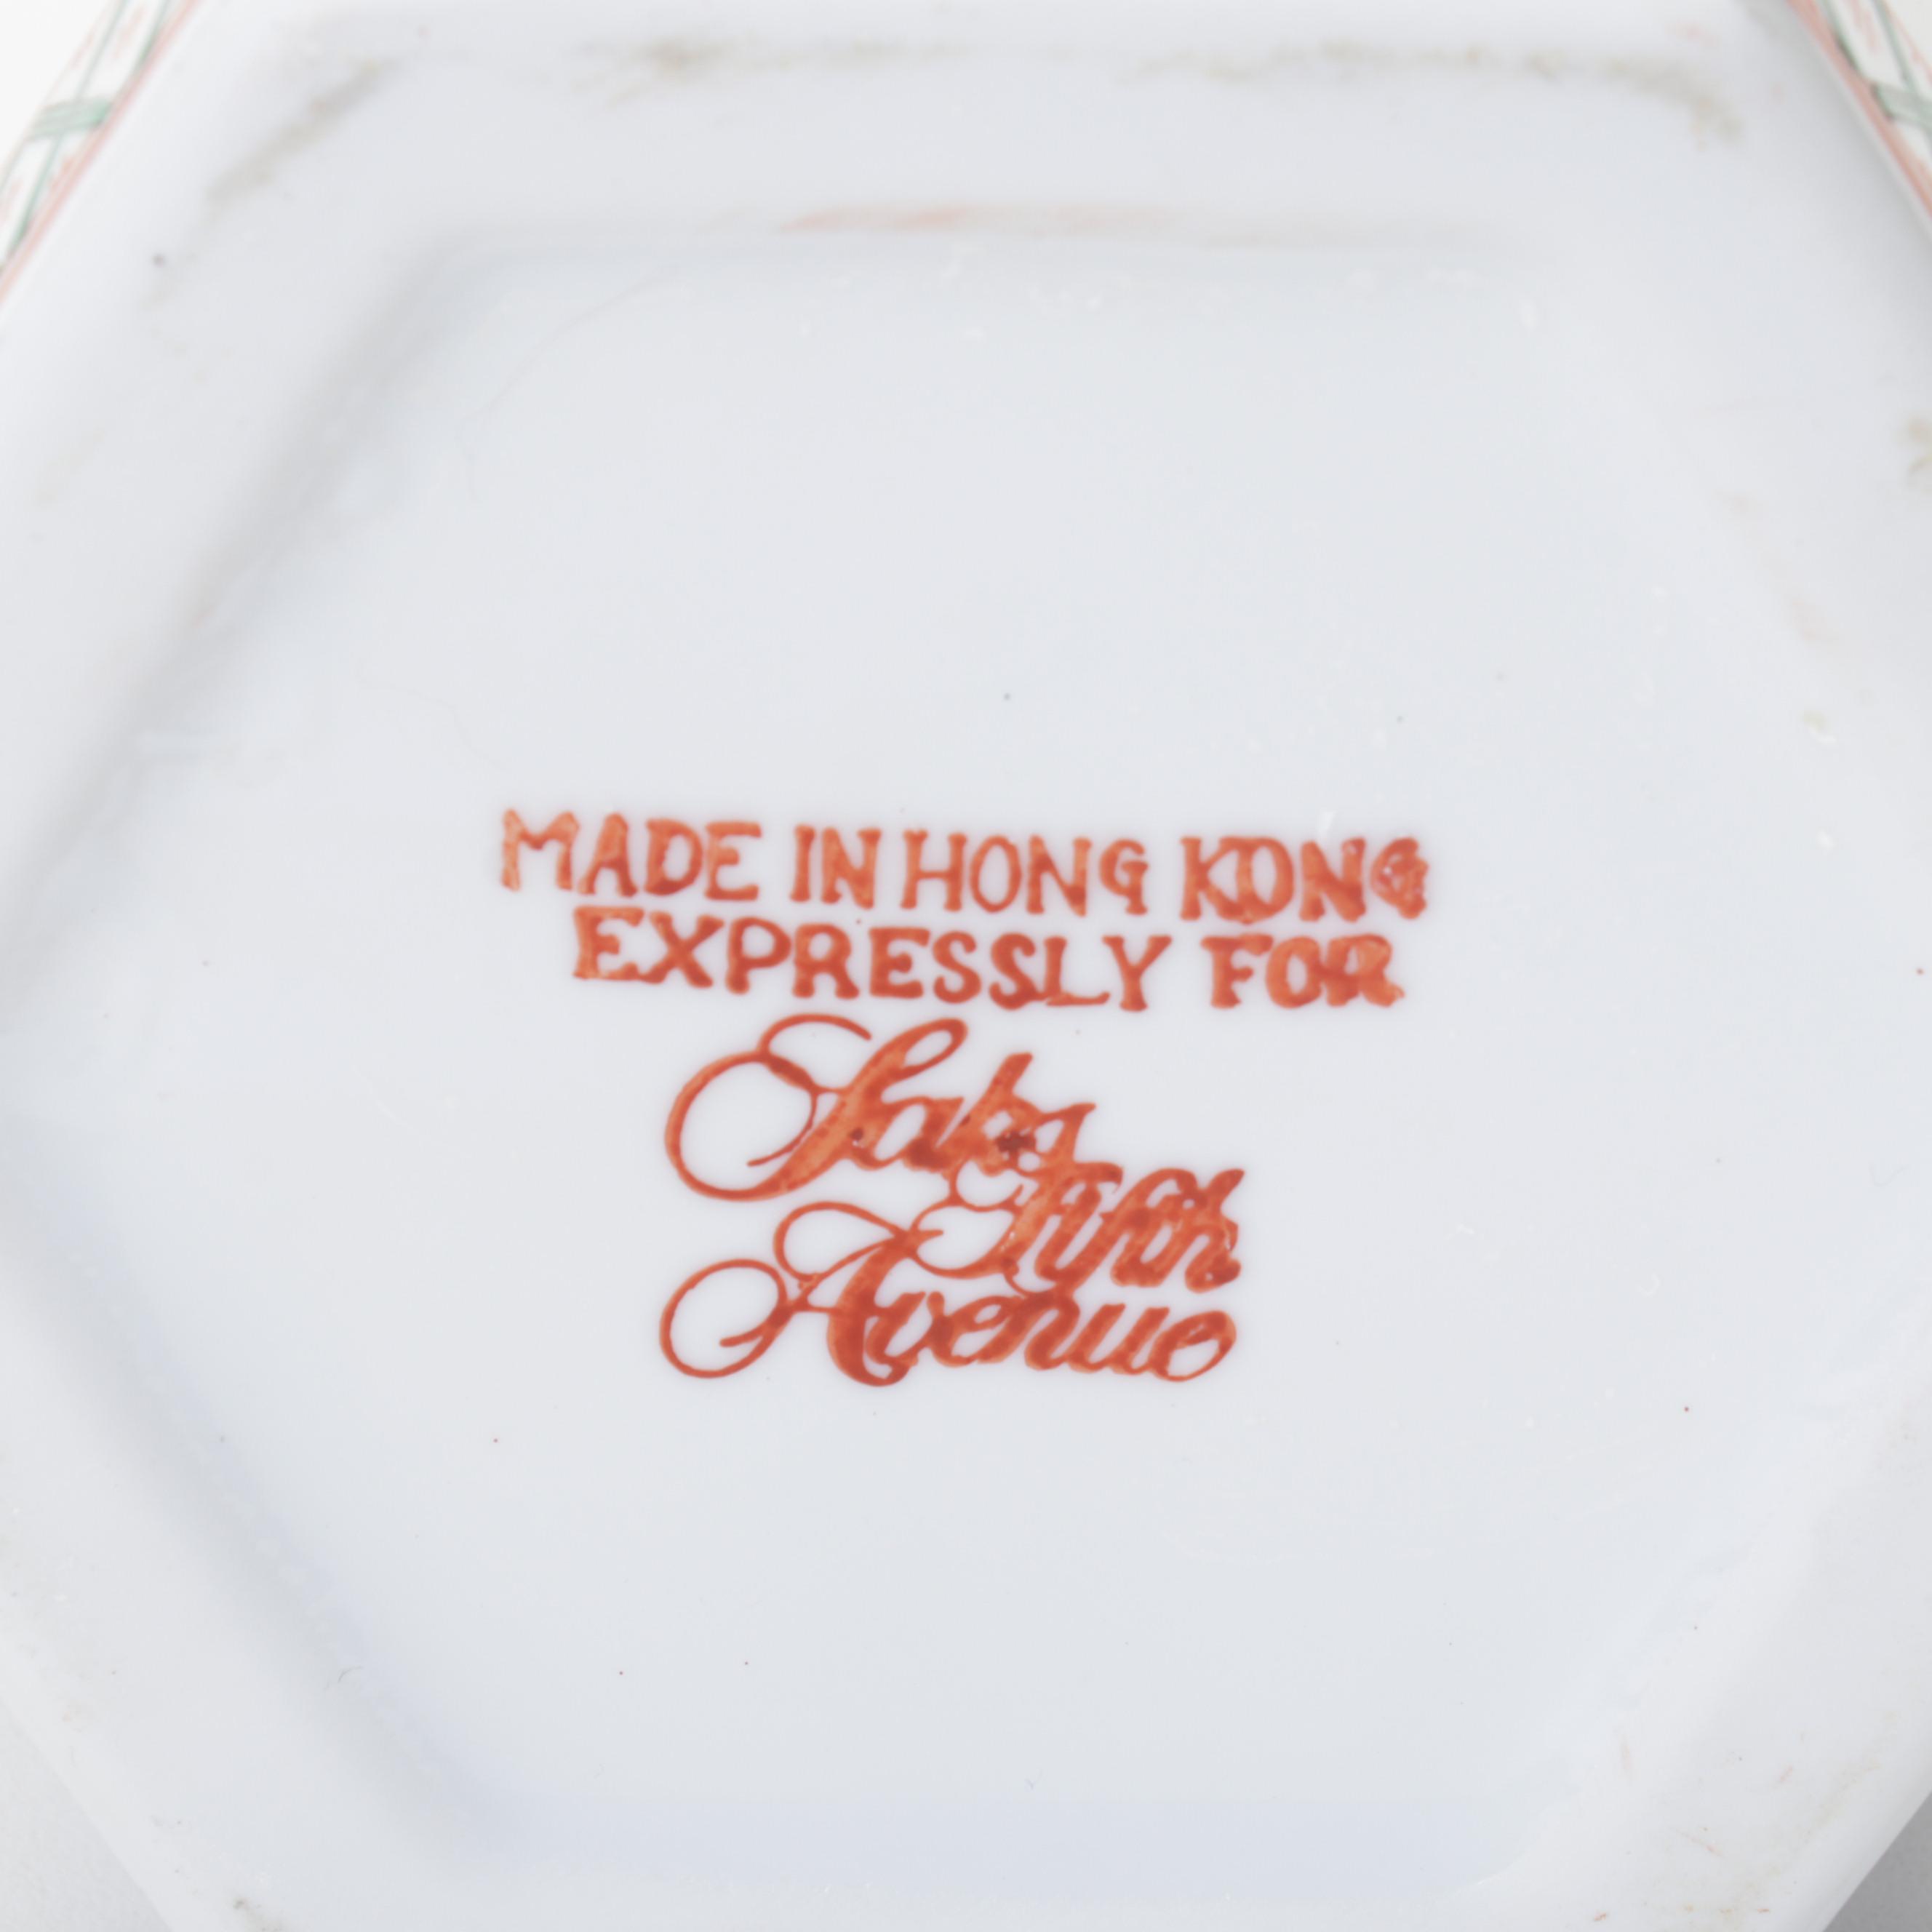 MADE IN HONG KONG
EXPRESSLY FOR
Saks
Fifth
Avenue